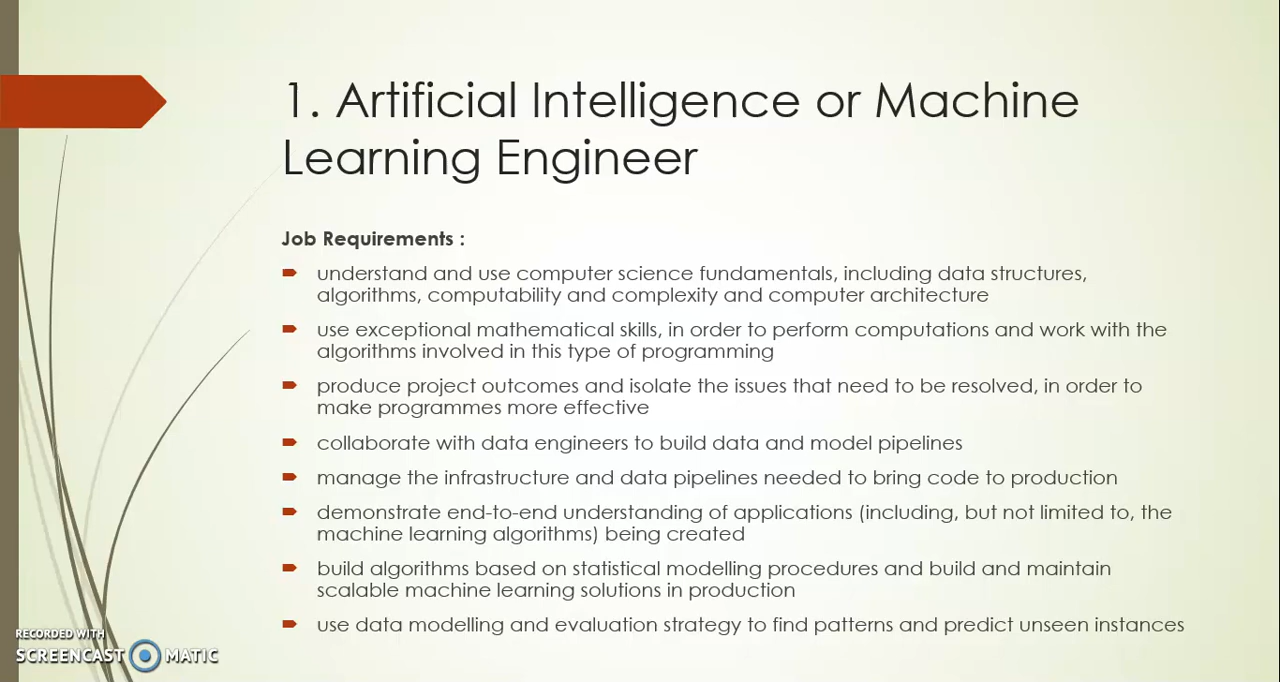 1. Artificial Intelligence or Machine
Learning Engineer
Job Requirements :
understand and use computer science fundamentals, including data structures,
algorithms, computability and complexity and computer architecture
use exceptional mathematical skills, in order to perform computations and work with the
algorithms involved in this type of programming
produce project outcomes and isolate the issues that need to be resolved, in order to
make programmes more effective
collaborate with data engineers to build data and model pipelines
manage the infrastructure and data pipelines needed to bring code to production
demonstrate end-to-end understanding of applications (including, but not limited to, the
machine learning algorithms) being created
build algorithms based on statistical modelling procedures and build and maintain
scalable machine learning solutions in production
use data modelling and evaluation strategy to find patterns and predict unseen instances
RECORDED WITH
SCREENCAST MATIC